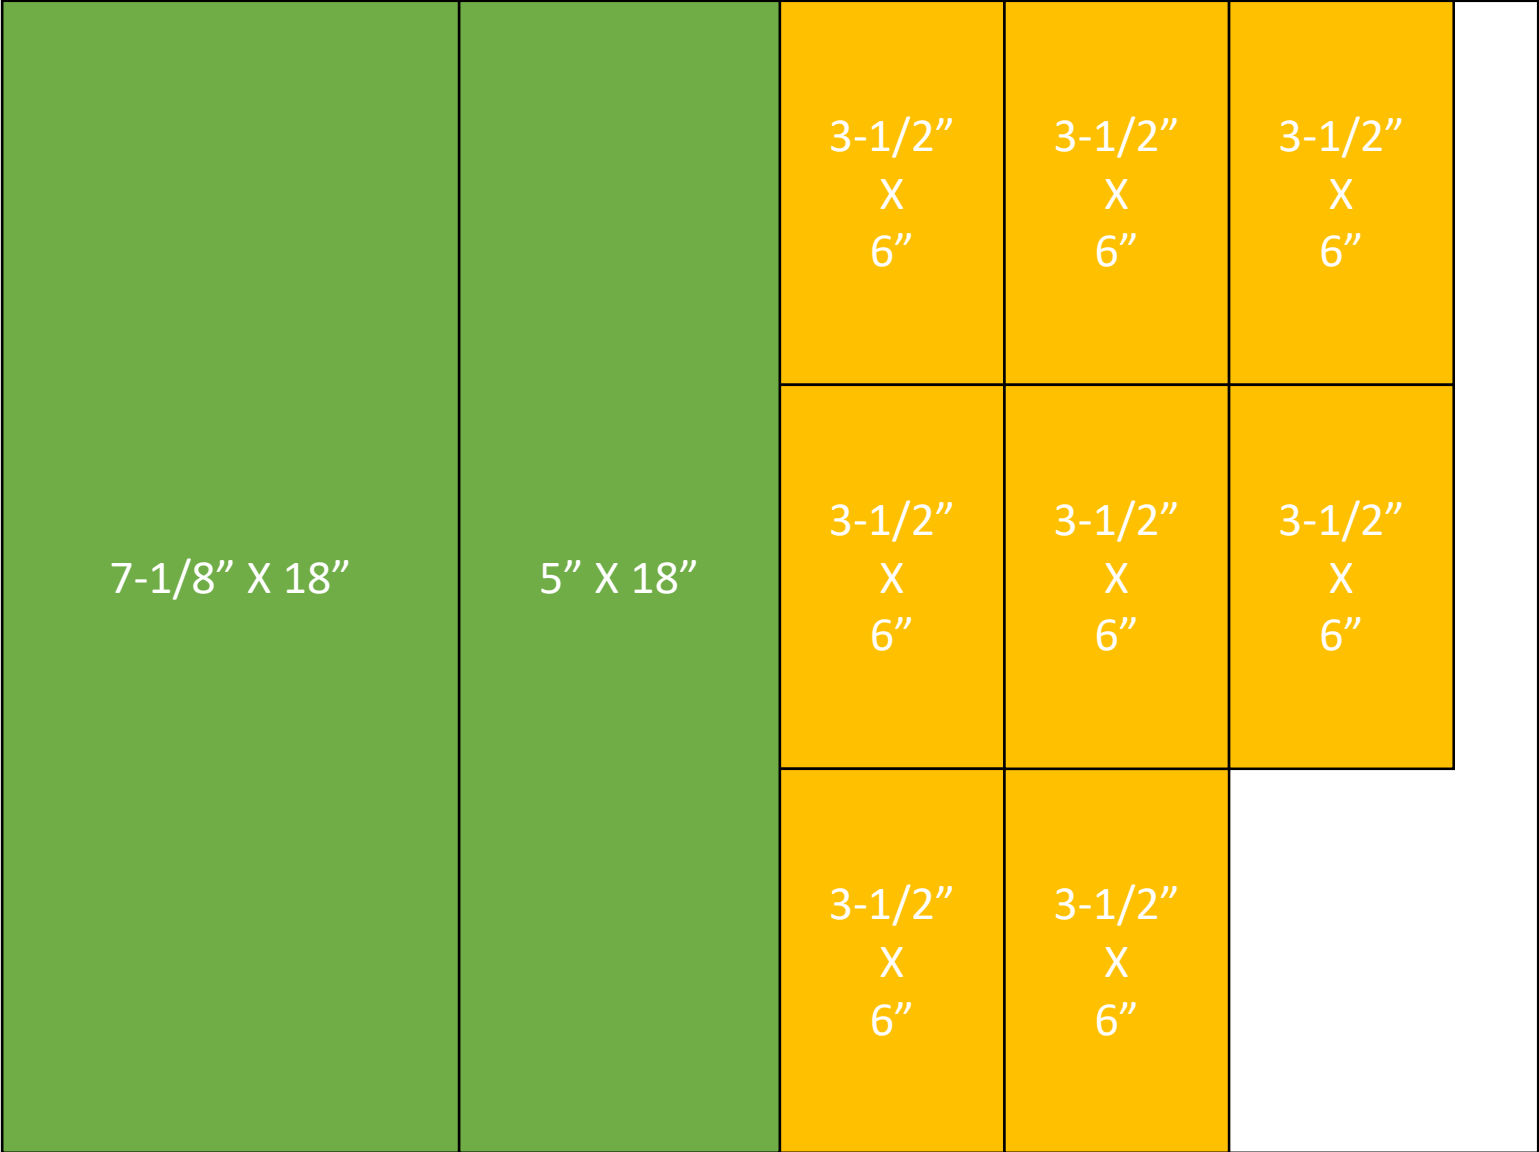 3-1/2”
X
6”
3-1/2”
X
6”
3-1/2”
X
6”
7-1/8” X 18”
5” X 18”
3-1/2”
X
6”
3-1/2”
X
6”
3-1/2”
X
6”
3-1/2”
X
6”
3-1/2”
X
6”